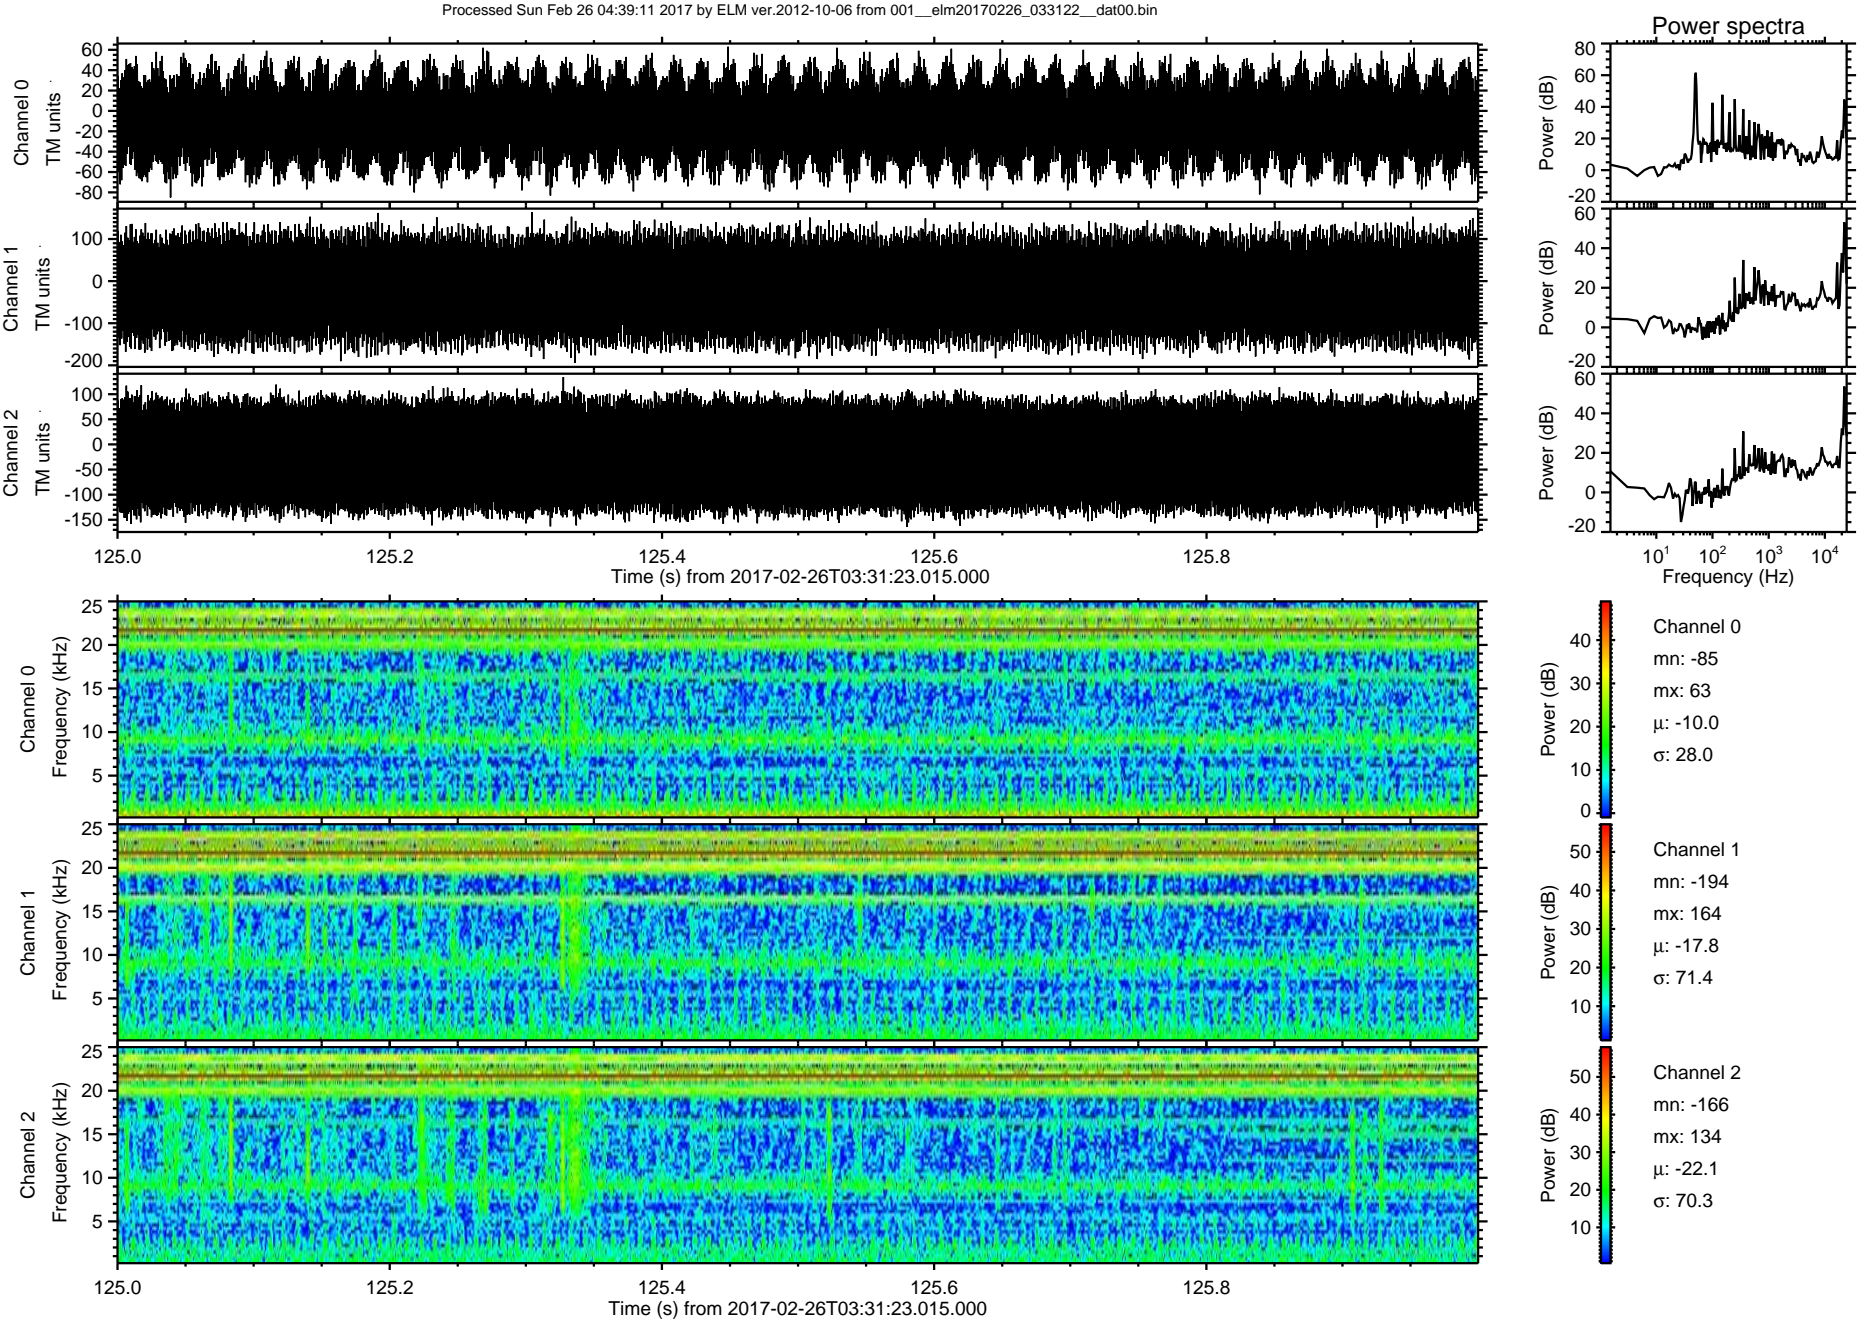 Processed Sun Feb 26 04:39:11 2017 by ELM ver.2012-10-06 from 001__elm20170226_033122__dat00.bin
Power spectra
Channel 0
TM units
60
40
20
0
-20
-40
-60
-80
Power (dB)
80
60
40
20
0
-20
Channel 1
TM units
100
0
-100
-200
Power (dB)
60
40
20
0
-20
Channel 2
TM units
100
50
0
-50
-100
-150
Power (dB)
60
40
20
0
-20
125.0 125.2 125.4 125.6 125.8
Time (s) from 2017-02-26T03:31:23.015.000
10^1 10^2 10^3 10^4
Frequency (Hz)
Channel 0
Frequency (kHz)
25
20
15
10
5
Power (dB)
40
30
20
10
0
Channel 0
mn: -85
mx: 63
μ: -10.0
σ: 28.0
Channel 1
Frequency (kHz)
25
20
15
10
5
Power (dB)
50
40
30
20
10
Channel 1
mn: -194
mx: 164
μ: -17.8
σ: 71.4
Channel 2
Frequency (kHz)
25
20
15
10
5
Power (dB)
50
40
30
20
10
Channel 2
mn: -166
mx: 134
μ: -22.1
σ: 70.3
125.0 125.2 125.4 125.6 125.8
Time (s) from 2017-02-26T03:31:23.015.000